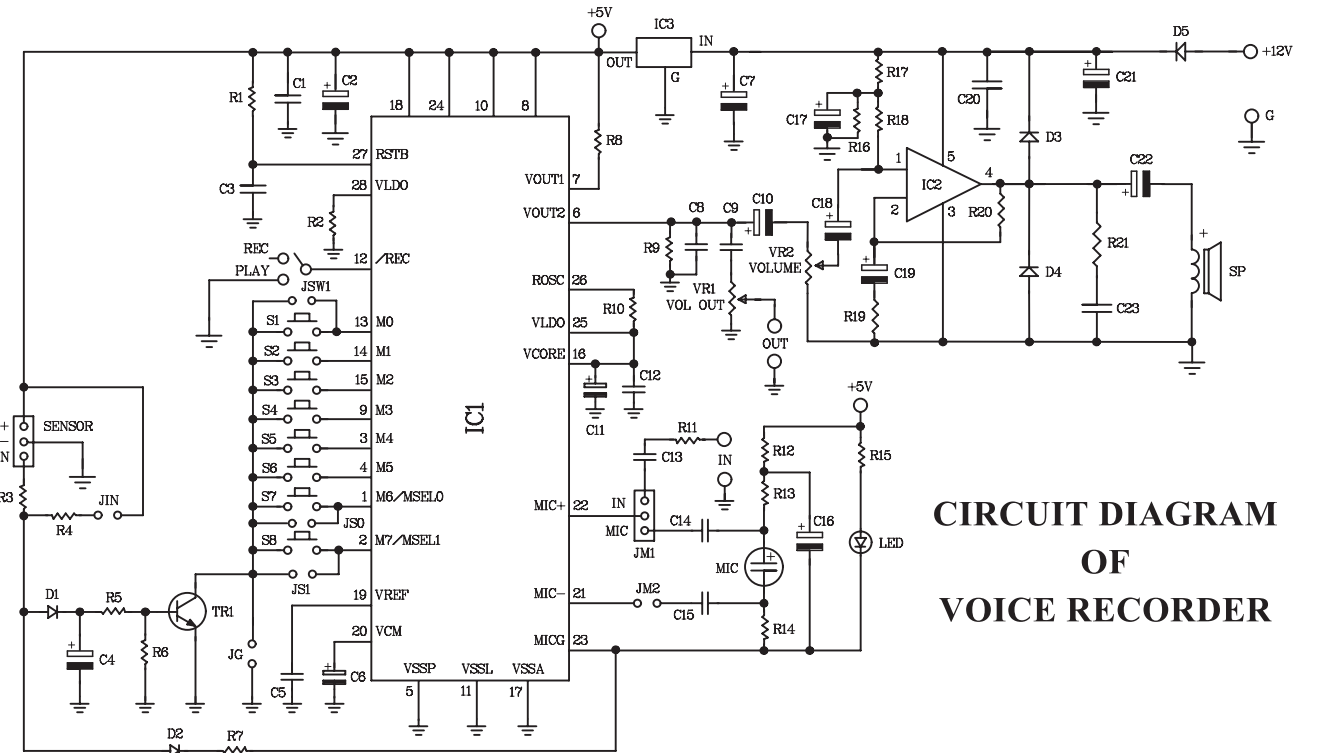 +5V
IC3
IN
OUT
G
D5
+12V
G
R1
C1
C2
18
24
10
8
R8
C7
R17
C17
R16
R18
C20
C21
D3
27
RSTB
28
VLDO
C3
R2
VOUT1
7
VOUT2
6
1
IC2
5
4
2
3
C22
R20
C18
C8
C9
C10
R9
VR2
VOLUME
VR1
VOL OUT
C19
R19
D4
R21
C23
SP
REC
PLAY
JSW1
12
/REC
ROSC
26
R10
VLDO
25
VCORE
16
OUT
C11
C12
S1
13
M0
S2
14
M1
S3
15
M2
S4
9
M3
S5
3
M4
S6
4
M5
S7
1
M6/MSEL0
JS0
S8
2
M7/MSEL1
JS1
IC1
+
-
N
SENSOR
R3
R4
JIN
+5V
R11
C13
IN
R12
R13
R15
MIC+
22
IN
MIC
JM1
C14
C16
LED
MIC
MIC-
21
JM2
C15
R14
MICG
23
D1
R5
TR1
C4
R6
JG
19
VREF
20
VCM
C5
C6
VSSP
VSSL
VSSA
5
11
17
D2
R7
CIRCUIT DIAGRAM
OF
VOICE RECORDER